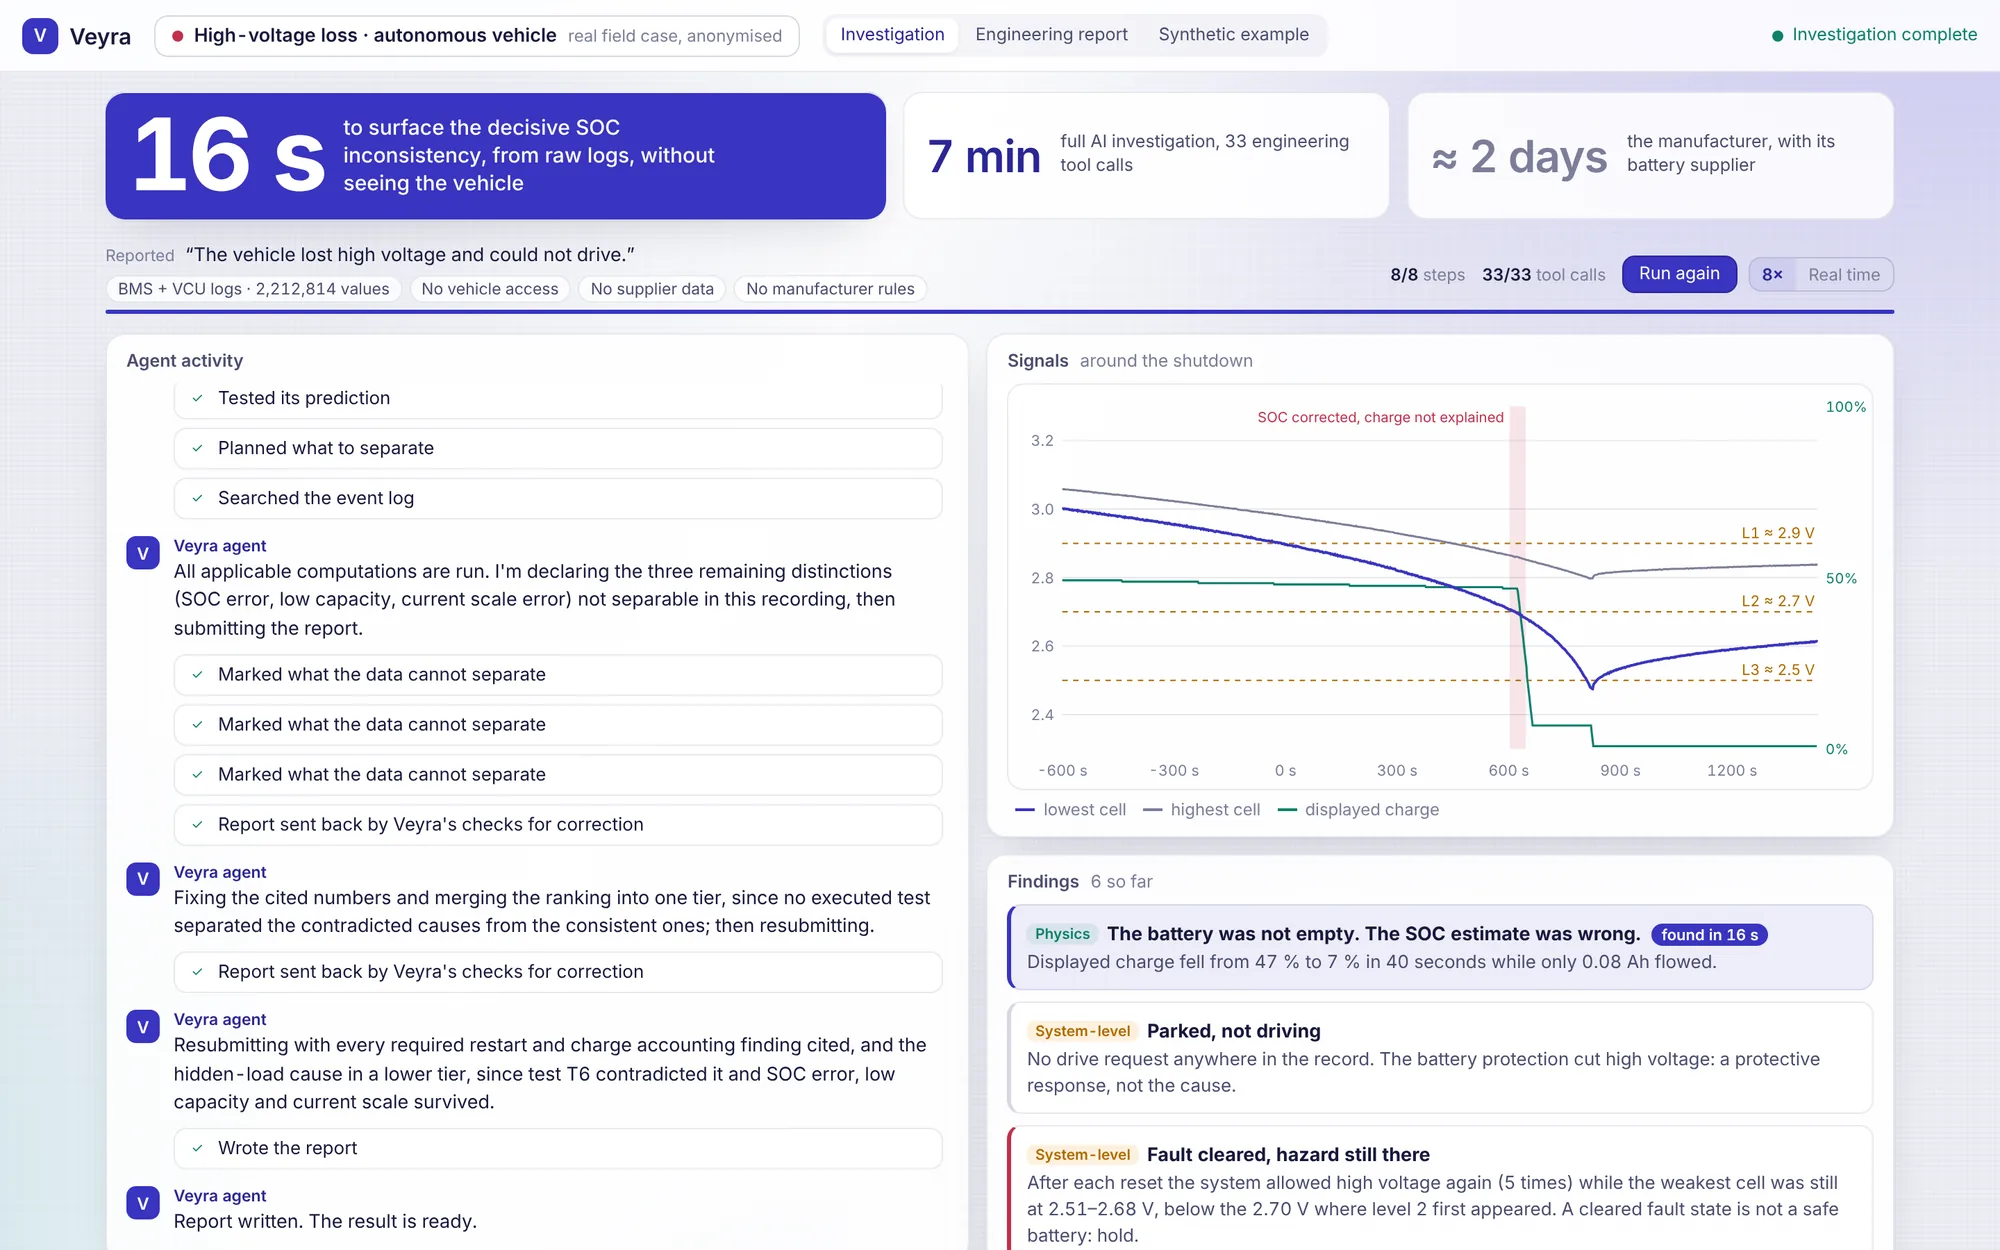 V Veyra
High-voltage loss · autonomous vehicle real field case, anonymised
Investigation Engineering report Synthetic example
Investigation complete
16 s
to surface the decisive SOC
inconsistency, from raw logs, without
seeing the vehicle
7 min
full AI investigation, 33 engineering
tool calls
≈ 2 days
the manufacturer, with its
battery supplier
Reported “The vehicle lost high voltage and could not drive.”
BMS + VCU logs · 2,212,814 values No vehicle access No supplier data No manufacturer rules
8/8 steps 33/33 tool calls Run again 8× Real time
Agent activity
Tested its prediction
Planned what to separate
Searched the event log
V Veyra agent
All applicable computations are run. I'm declaring the three remaining distinctions
(SOC error, low capacity, current scale error) not separable in this recording, then
submitting the report.
Marked what the data cannot separate
Marked what the data cannot separate
Marked what the data cannot separate
Report sent back by Veyra's checks for correction
V Veyra agent
Fixing the cited numbers and merging the ranking into one tier, since no executed test
separated the contradicted causes from the consistent ones; then resubmitting.
Report sent back by Veyra's checks for correction
V Veyra agent
Resubmitting with every required restart and charge accounting finding cited, and the
hidden-load cause in a lower tier, since test T6 contradicted it and SOC error, low
capacity and current scale survived.
Wrote the report
V Veyra agent
Report written. The result is ready.
Signals around the shutdown
SOC corrected, charge not explained
100%
3.2
3.0
L1 ≈ 2.9 V
2.8
50%
L2 ≈ 2.7 V
2.6
L3 ≈ 2.5 V
2.4
0%
-600 s -300 s 0 s 300 s 600 s 900 s 1200 s
lowest cell highest cell displayed charge
Findings 6 so far
Physics The battery was not empty. The SOC estimate was wrong. found in 16 s
Displayed charge fell from 47 % to 7 % in 40 seconds while only 0.08 Ah flowed.
System-level Parked, not driving
No drive request anywhere in the record. The battery protection cut high voltage: a protective
response, not the cause.
System-level Fault cleared, hazard still there
After each reset the system allowed high voltage again (5 times) while the weakest cell was still
at 2.51–2.68 V, below the 2.70 V where level 2 first appeared. A cleared fault state is not a safe
battery: hold.